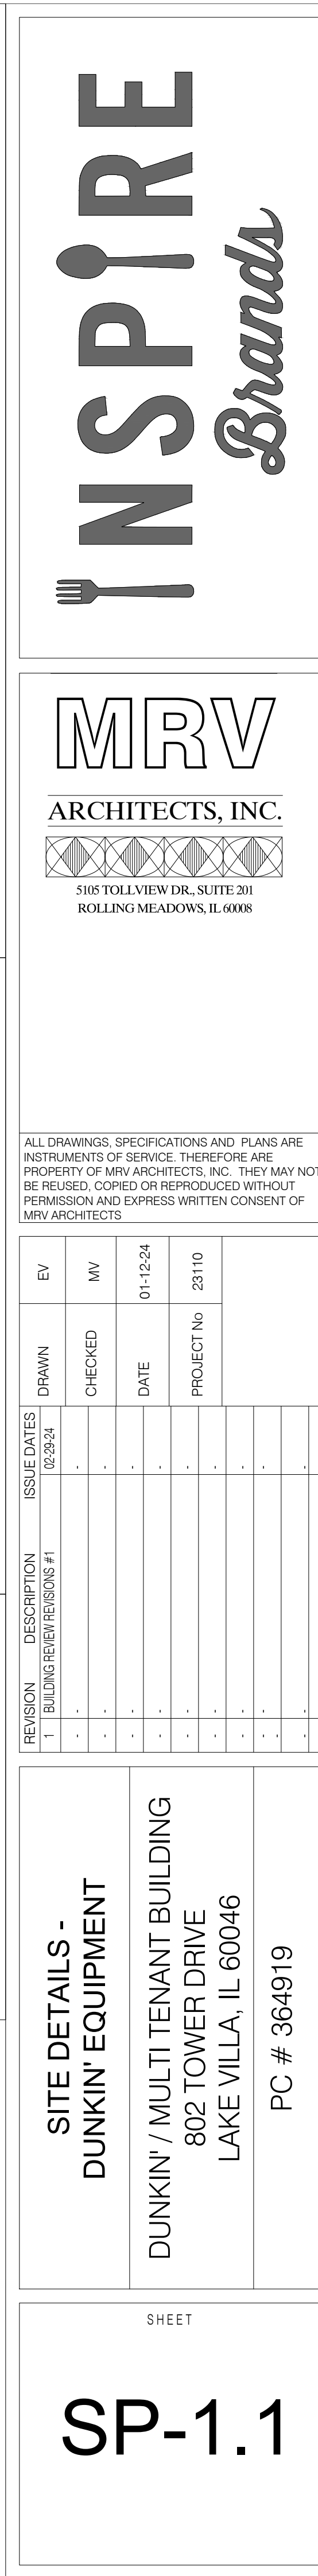 INSPIRE
Brands
MRV
ARCHITECTS, INC.
5105 TOLLVIEW DR., SUITE 201
ROLLING MEADOWS, IL 60008
ALL DRAWINGS, SPECIFICATIONS AND PLANS ARE
INSTRUMENTS OF SERVICE. THEREFORE ARE
PROPERTY OF MRV ARCHITECTS, INC. THEY MAY NOT
BE REUSED, COPIED OR REPRODUCED WITHOUT
PERMISSION AND EXPRESS WRITTEN CONSENT OF
MRV ARCHITECTS
DRAWN EV
CHECKED MV
DATE 01-12-24
PROJECT No 23110
REVISION DESCRIPTION ISSUE DATES
1 BUILDING REVIEW REVISIONS #1 02-29-24
- - -
- - -
- - -
- - -
- - -
- - -
- - -
- - -
- - -
SITE DETAILS -
DUNKIN' EQUIPMENT
DUNKIN' / MULTI TENANT BUILDING
802 TOWER DRIVE
LAKE VILLA, IL 60046
PC # 364919
SHEET
SP-1.1